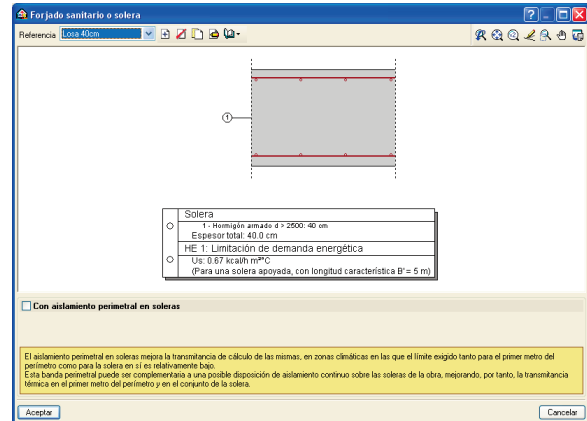 Forjado sanitario o solera
Referencia Losa 40cm
1
Solera
1 - Hormigón armado d > 2500: 40 cm
Espesor total: 40.0 cm
HE 1: Limitación de demanda energética
Us: 0.67 kcal/h m²°C
(Para una solera apoyada, con longitud característica B' = 5 m)
Con aislamiento perimetral en soleras
El aislamiento perimetral en soleras mejora la transmitancia de cálculo de las mismas, en zonas climáticas en las que el límite exigido tanto para el primer metro del
perímetro como para la solera en sí es relativamente bajo.
Esta banda perimetral puede ser complementaria a una posible disposición de aislamiento continuo sobre las soleras de la obra, mejorando, por tanto, la transmitancia
térmica en el primer metro del perímetro y en el conjunto de la solera.
Aceptar
Cancelar